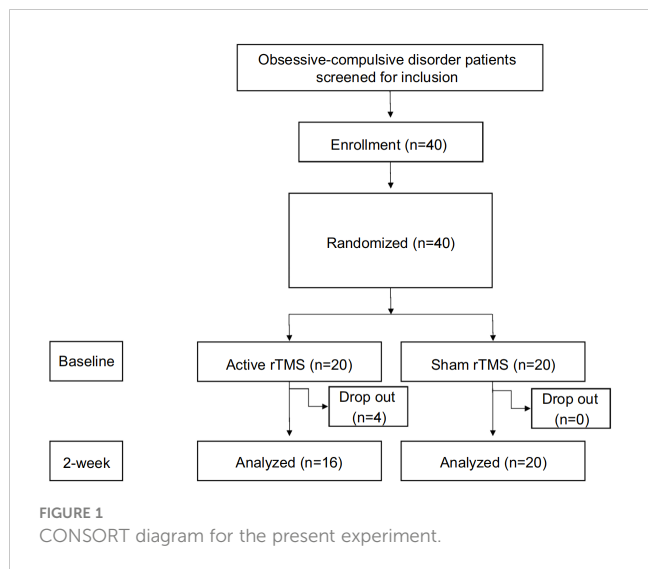 Obsessive-compulsive disorder patients
screened for inclusion
Enrollment (n=40)
Randomized (n=40)
Baseline
Active rTMS (n=20)
Sham rTMS (n=20)
Drop out
(n=4)
Drop out
(n=0)
2-week
Analyzed (n=16)
Analyzed (n=20)
FIGURE 1
CONSORT diagram for the present experiment.